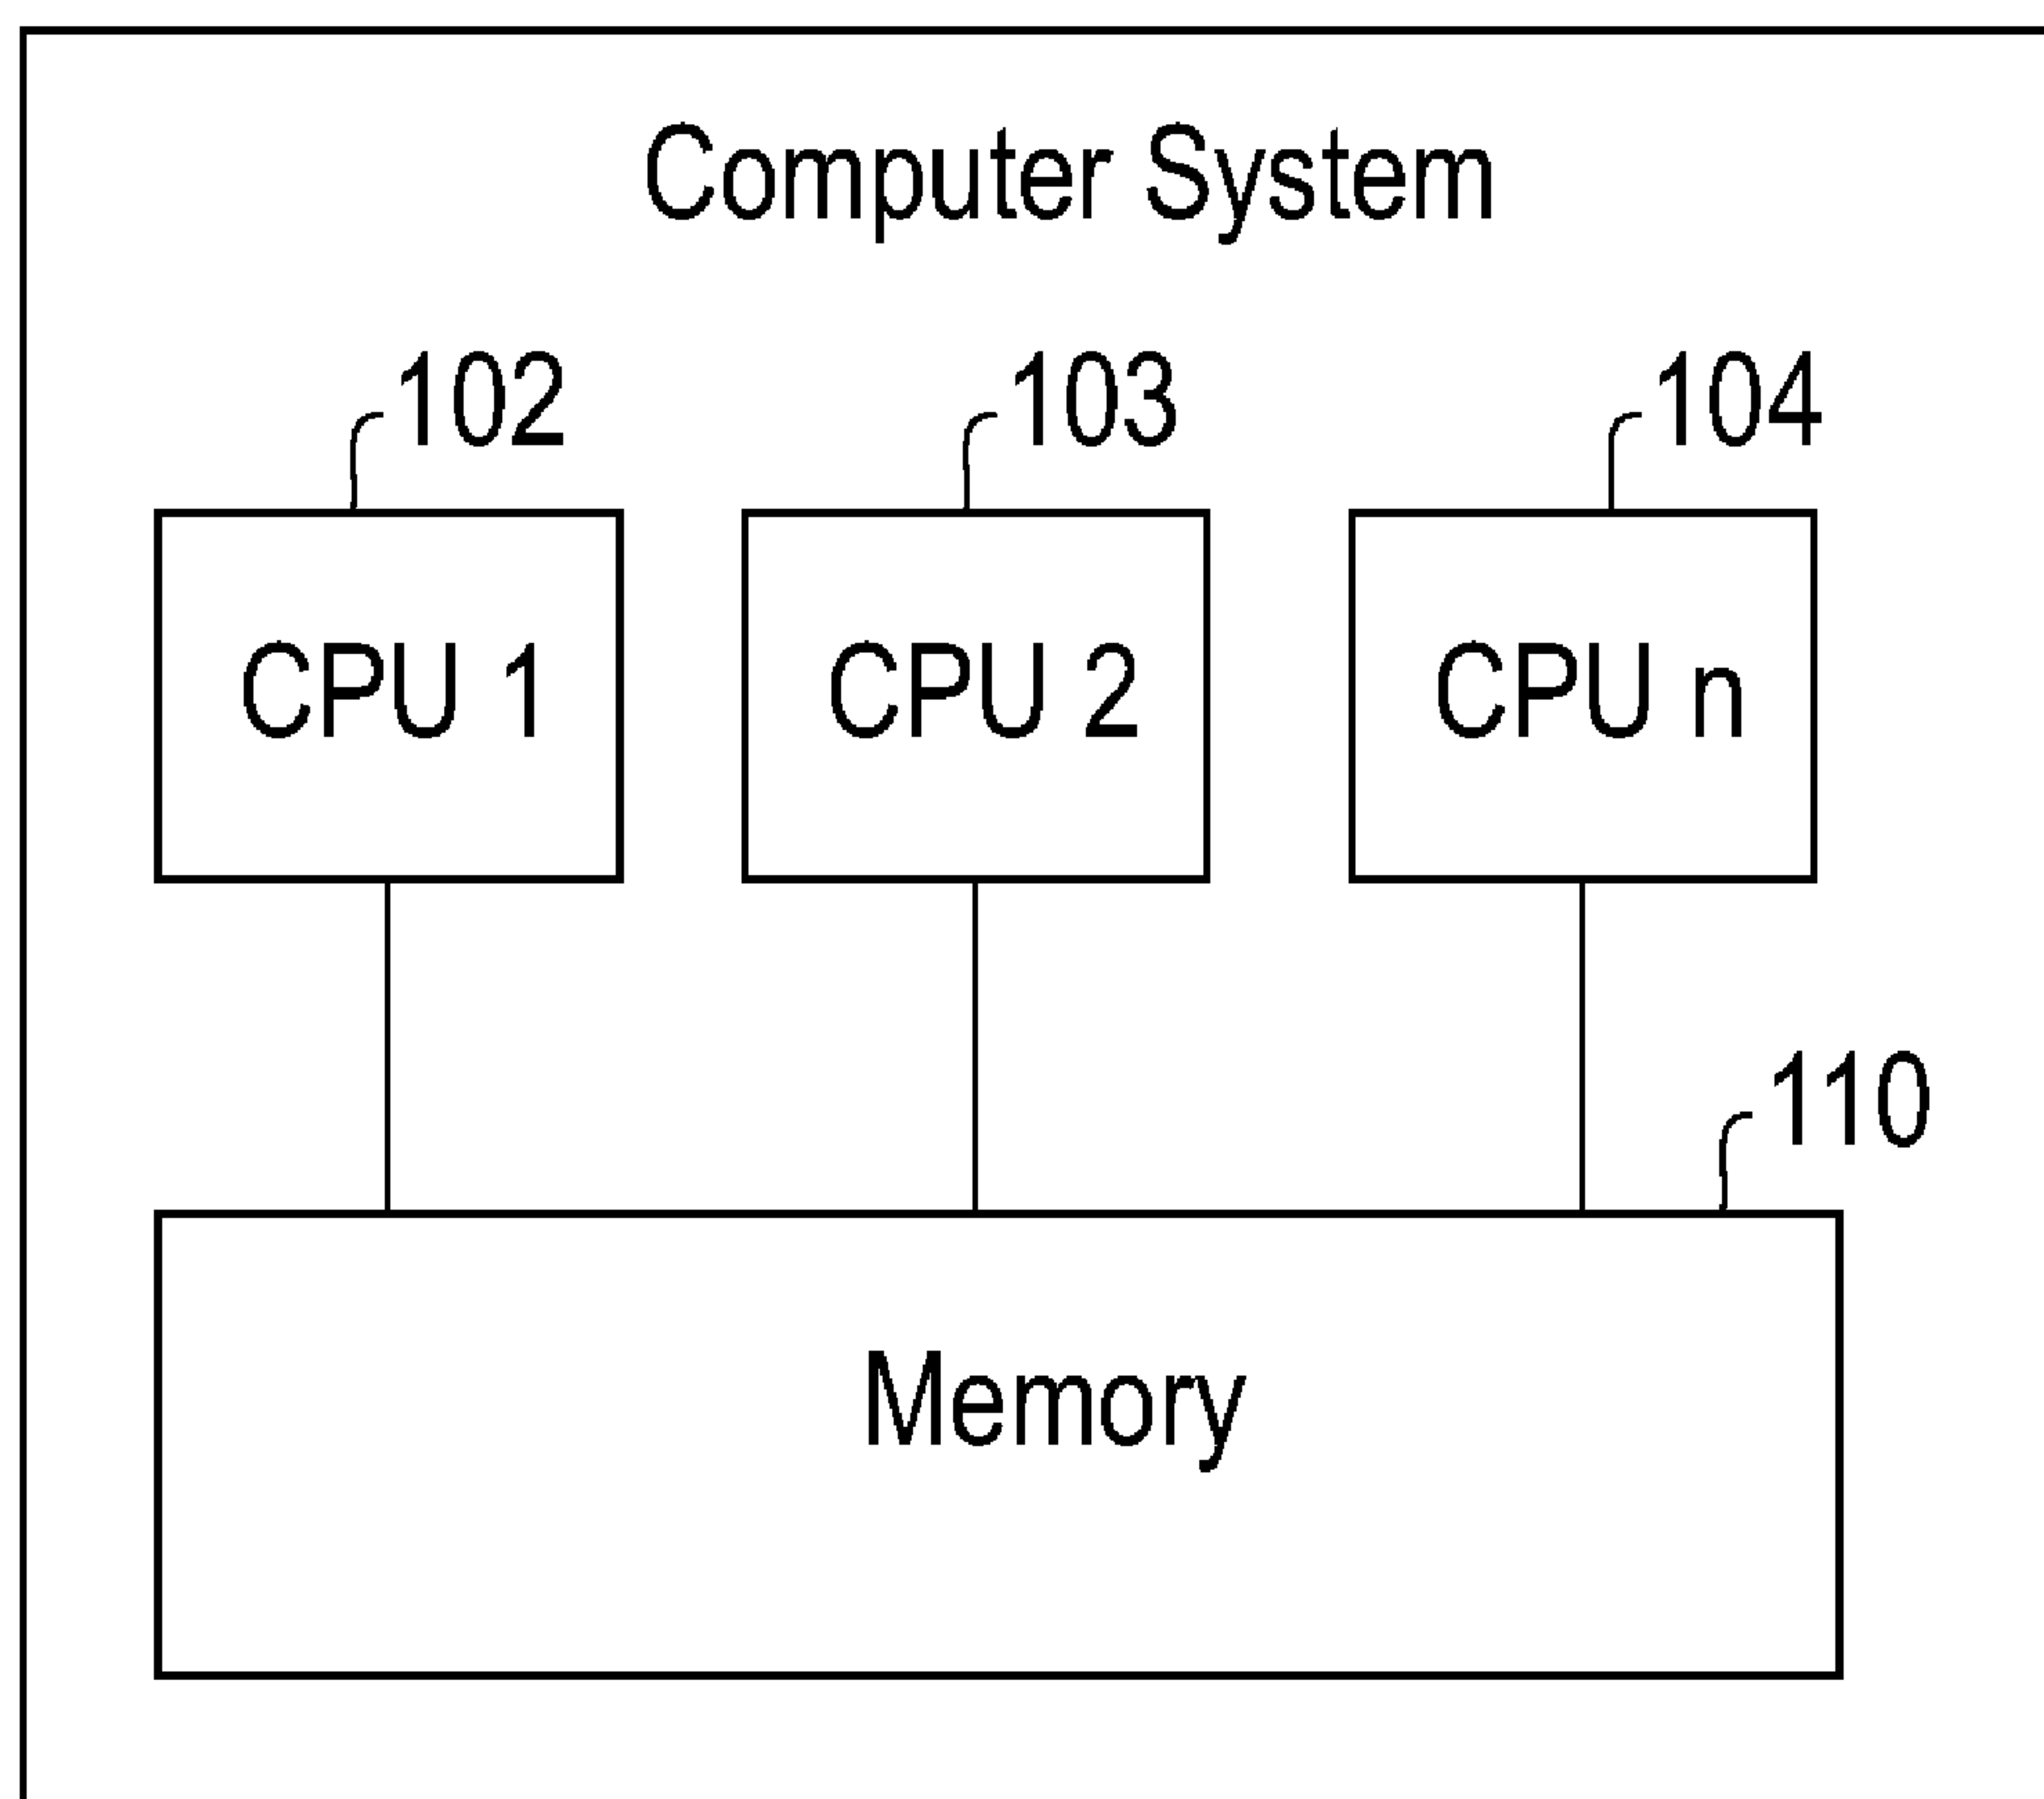 Computer System
102 103 104
CPU 1 CPU 2 CPU n
110
Memory